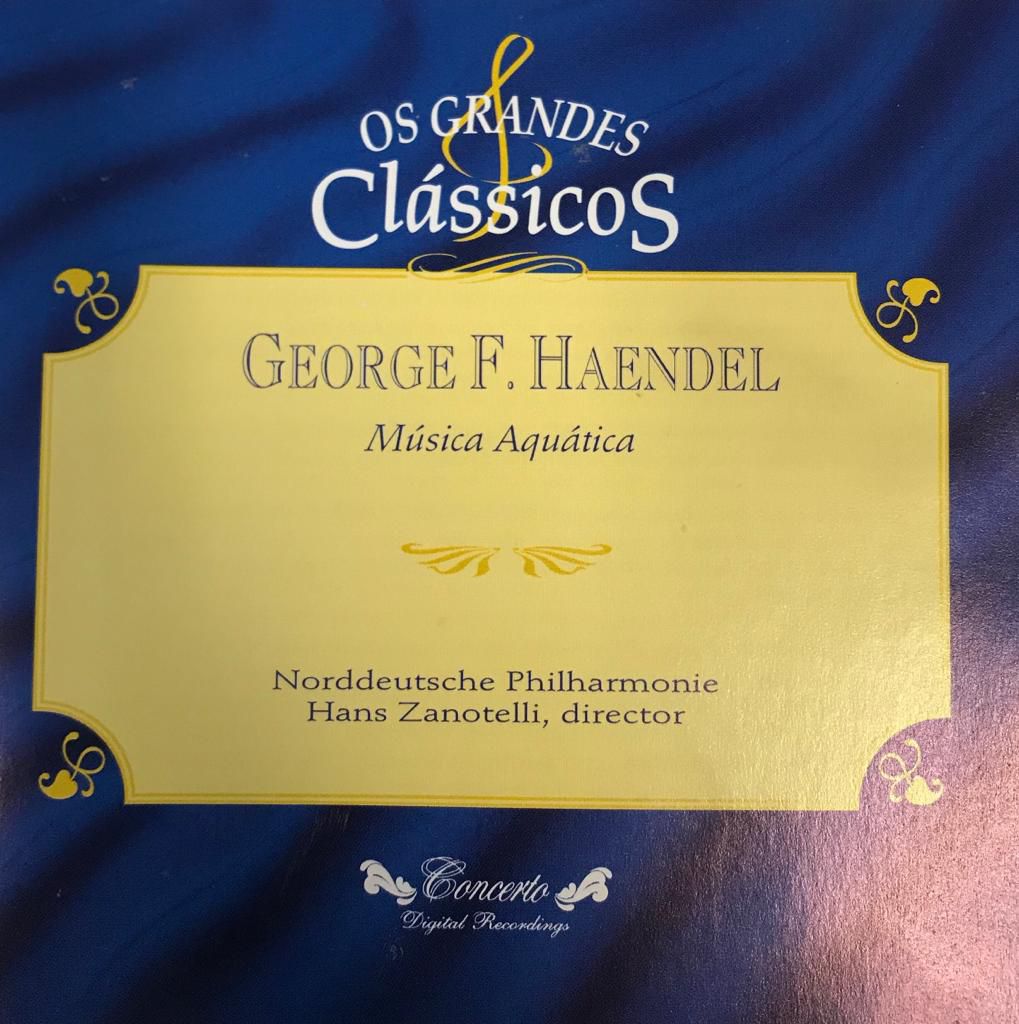 OS GRANDES
Clássicos
GEORGE F. HAENDEL
Música Aquática
Norddeutsche Philharmonie
Hans Zanotelli, director
Concerto
Digital Recordings